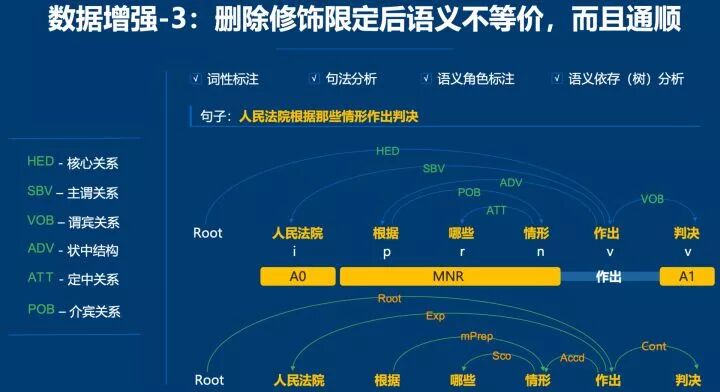 数据增强-3：删除修饰限定后语义不等价，而且通顺
√ 词性标注 √ 句法分析 √ 语义角色标注 √ 语义依存（树）分析
句子：人民法院根据那些情形作出判决
HED - 核心关系
SBV – 主谓关系
VOB – 谓宾关系
ADV - 状中结构
ATT - 定中关系
POB - 介宾关系
HED
SBV
ADV
POB
VOB
ATT
Root 人民法院 根据 哪些 情形 作出 判决
i p r n v v
A0 MNR 作出 A1
Root
Exp
mPrep
Sco
Accd
Cont
Root 人民法院 根据 哪些 情形 作出 判决